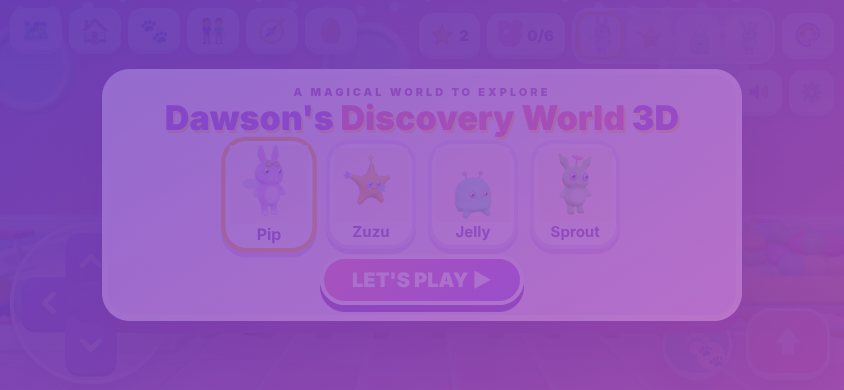 2
0/6
A MAGICAL WORLD TO EXPLORE
Dawson's Discovery World 3D
Pip
Zuzu
Jelly
Sprout
LET'S PLAY ▶